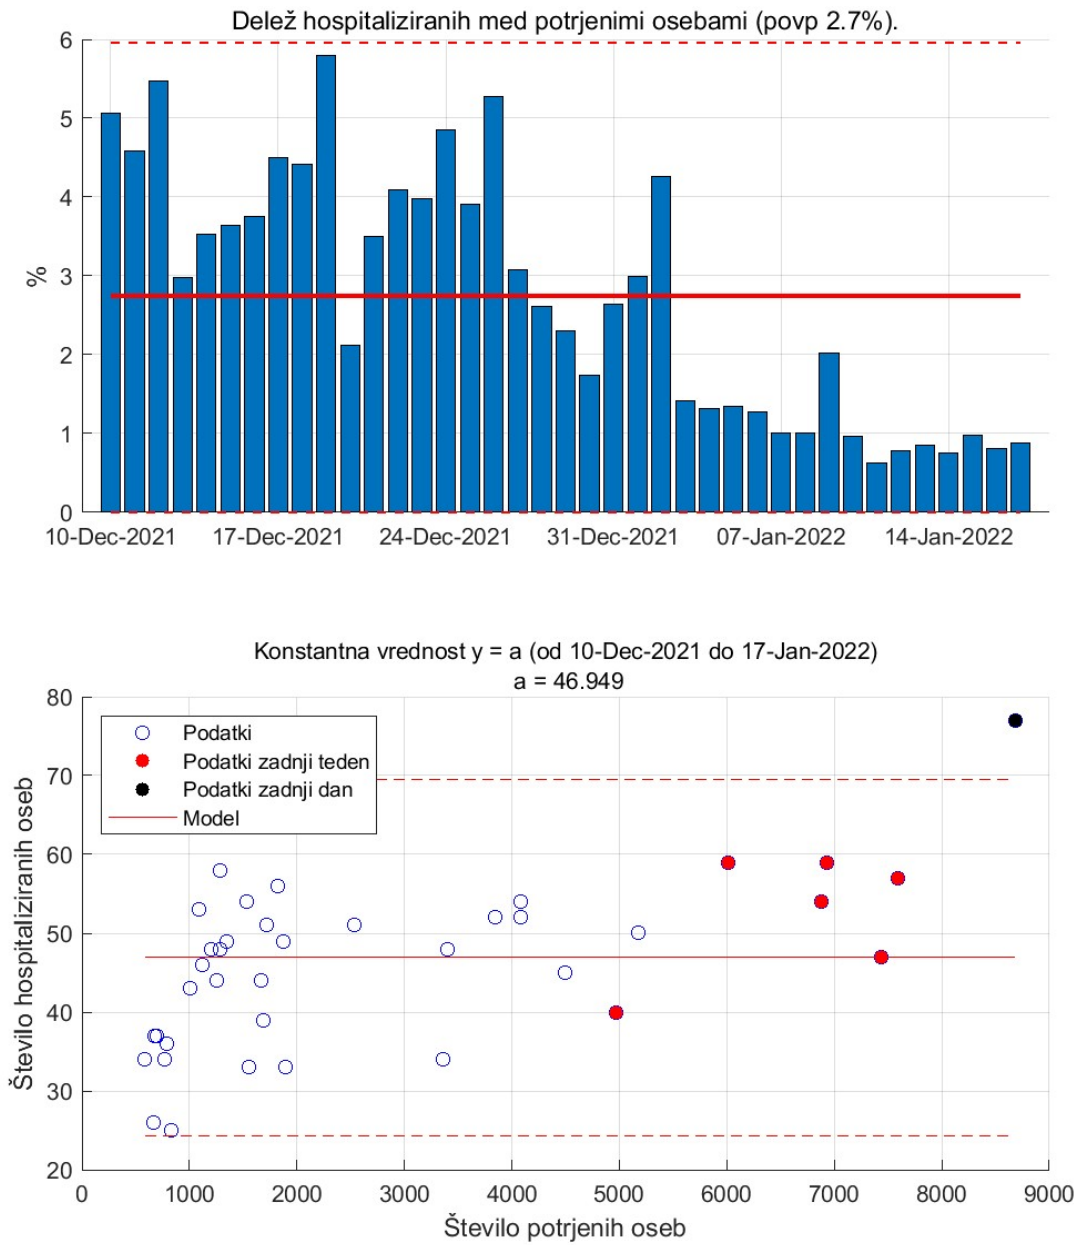 Delež hospitaliziranih med potrjenimi osebami (povp 2.7%).
6
5
4
3
2
1
0
%
10-Dec-2021 17-Dec-2021 24-Dec-2021 31-Dec-2021 07-Jan-2022 14-Jan-2022
Konstantna vrednost y = a (od 10-Dec-2021 do 17-Jan-2022)
a = 46.949
80
70
60
50
40
30
20
Število hospitaliziranih oseb
Podatki
Podatki zadnji teden
Podatki zadnji dan
Model
0 1000 2000 3000 4000 5000 6000 7000 8000 9000
Število potrjenih oseb